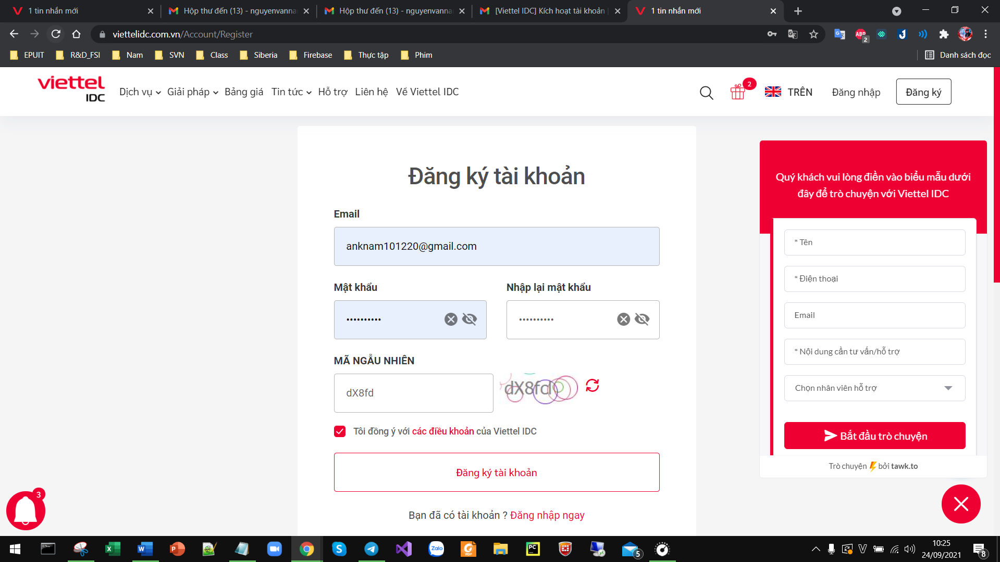 1 tin nhắn mới
Hộp thư đến (13) - nguyenvanna
Hộp thư đến (13) - nguyenvanna
[Viettel IDC] Kích hoạt tài khoản |
1 tin nhắn mới
viettelidc.com.vn/Account/Register
ABP
2
EPUIT
R&D_FSI
Nam
SVN
Class
Siberia
Firebase
Thực tập
Phim
Danh sách đọc
viettel
IDC
Dịch vụ
Giải pháp
Bảng giá
Tin tức
Hỗ trợ
Liên hệ
Về Viettel IDC
2
TRÊN
Đăng nhập
Đăng ký
Đăng ký tài khoản
Email
anknam101220@gmail.com
Mật khẩu
Nhập lại mật khẩu
••••••••••
••••••••••
MÃ NGẪU NHIÊN
dX8fd
dX8fd
Tôi đồng ý với các điều khoản của Viettel IDC
Đăng ký tài khoản
Bạn đã có tài khoản ? Đăng nhập ngay
Quý khách vui lòng điền vào biểu mẫu dưới
đây để trò chuyện với Viettel IDC
* Tên
* Điện thoại
Email
* Nội dung cần tư vấn/hỗ trợ
Chọn nhân viên hỗ trợ
Bắt đầu trò chuyện
Trò chuyện bởi tawk.to
3
Zalo
PDF
PC
5
10:25
24/09/2021
8